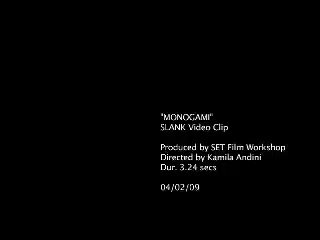 "MONOGAMI"
SLANK Video Clip
Produced by SET Film Workshop
Directed by Kamila Andini
Dur. 3.24 secs
04/02/09